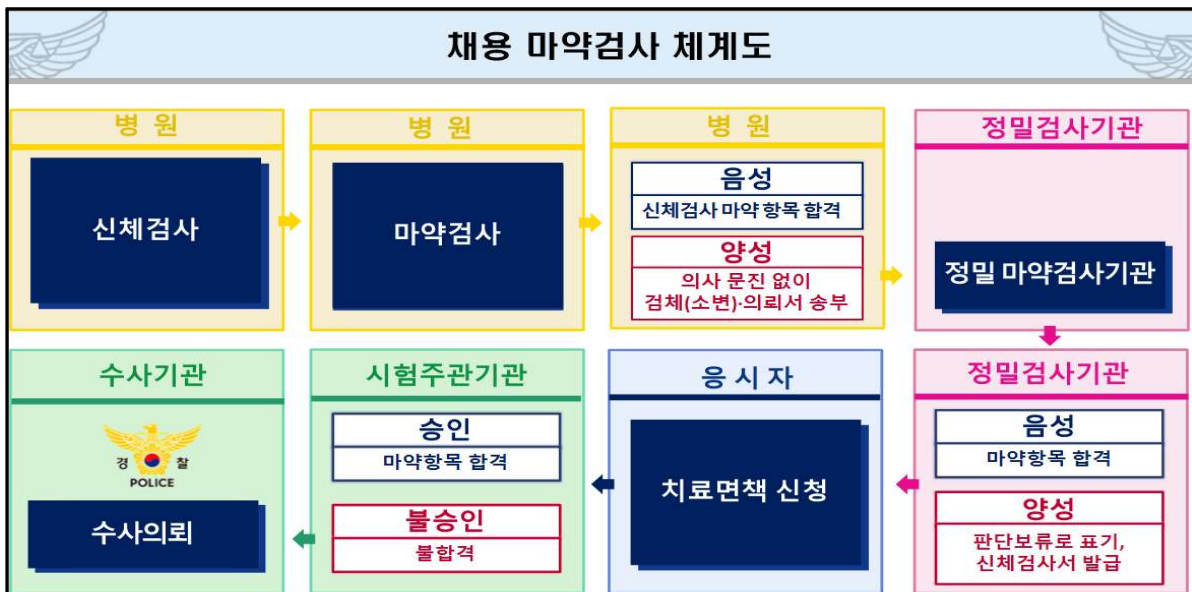 채용 마약검사 체계도
병 원
신체검사
병 원
마약검사
병 원
음성
신체검사 마약 항목 합격
양성
의사 문진 없이
검체(소변)·의뢰서 송부
정밀검사기관
정밀 마약검사기관
정밀검사기관
음성
마약항목 합격
양성
판단보류로 표기,
신체검사서 발급
응 시 자
치료면책 신청
시험주관기관
승인
마약항목 합격
불승인
불합격
수사기관
경 찰
POLICE
수사의뢰